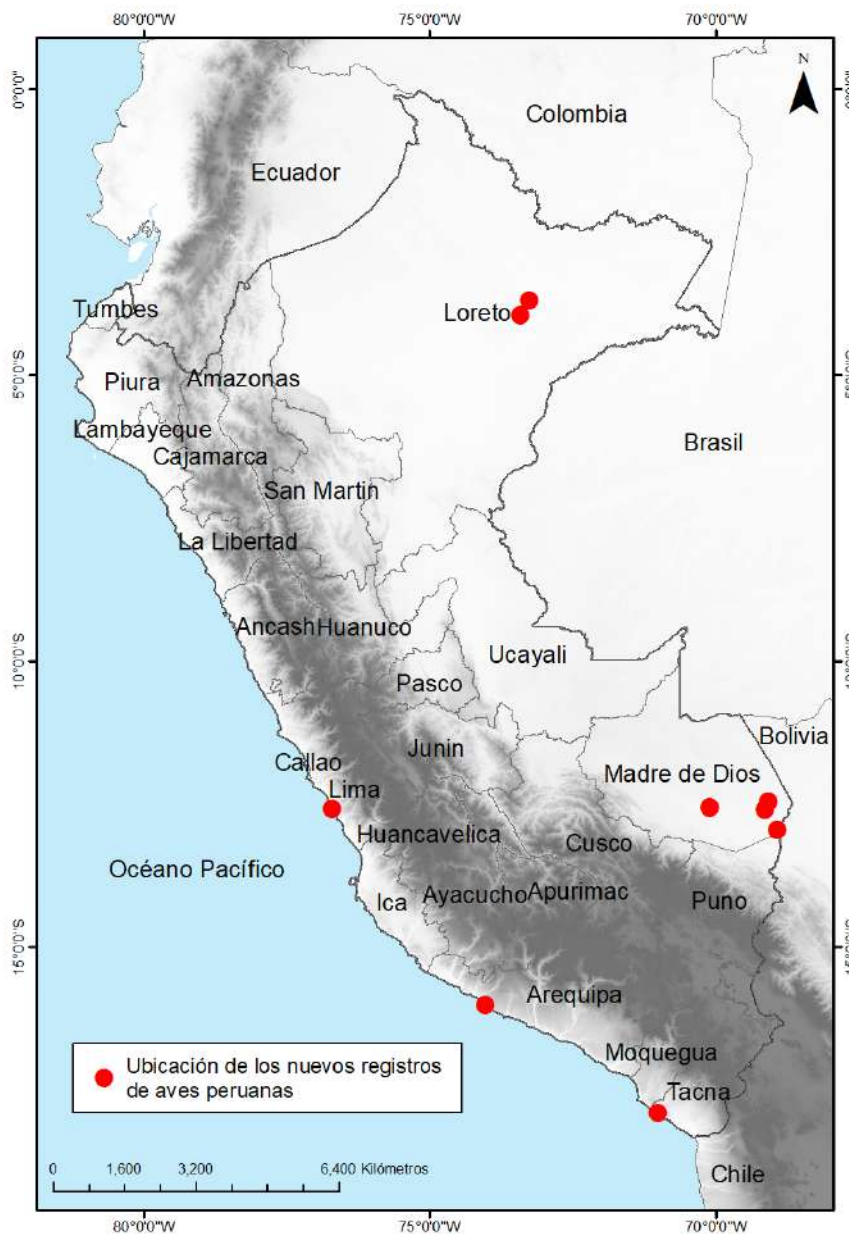 80°0'0"W 75°0'0"W 70°0'0"W
N
0°0'0"
Colombia
Ecuador
Tumbes
Loreto
5°0'0"S
Piura
Amazonas
Lambayeque
Cajamarca
Brasil
San Martin
La Libertad
Ancash
Huanuco
Ucayali
10°0'0"S
Pasco
Bolivia
Junin
Callao
Madre de Dios
Lima
Huancavelica
Cusco
Océano Pacífico
Ayacucho
Apurimac
Puno
Ica
15°0'0"S
Arequipa
Moquegua
Ubicación de los nuevos registros
de aves peruanas
Tacna
Chile
0 1,600 3,200 6,400 Kilómetros
80°0'0"W 75°0'0"W 70°0'0"W